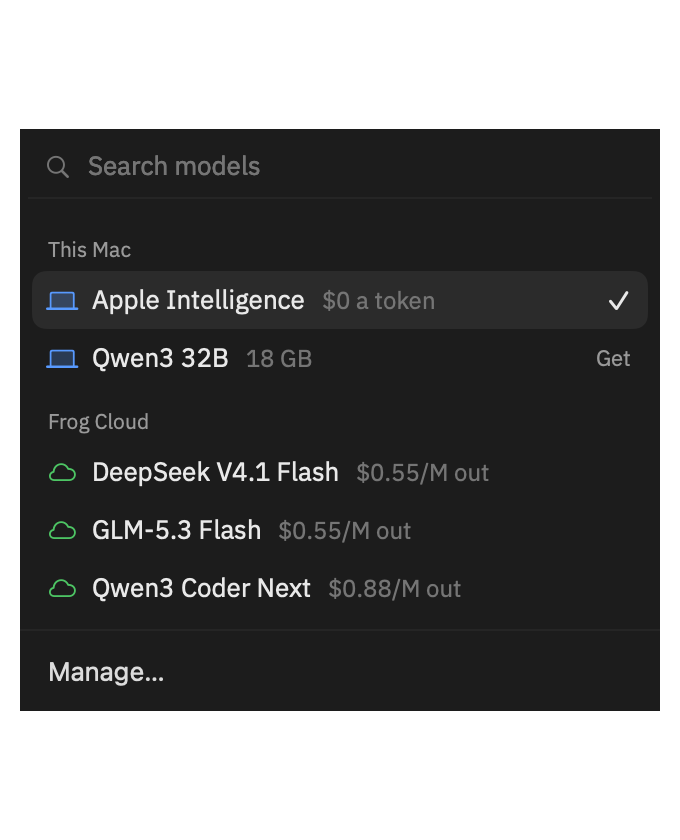 Search models
This Mac
Apple Intelligence $0 a token
Qwen3 32B 18 GB Get
Frog Cloud
DeepSeek V4.1 Flash $0.55/M out
GLM-5.3 Flash $0.55/M out
Qwen3 Coder Next $0.88/M out
Manage...